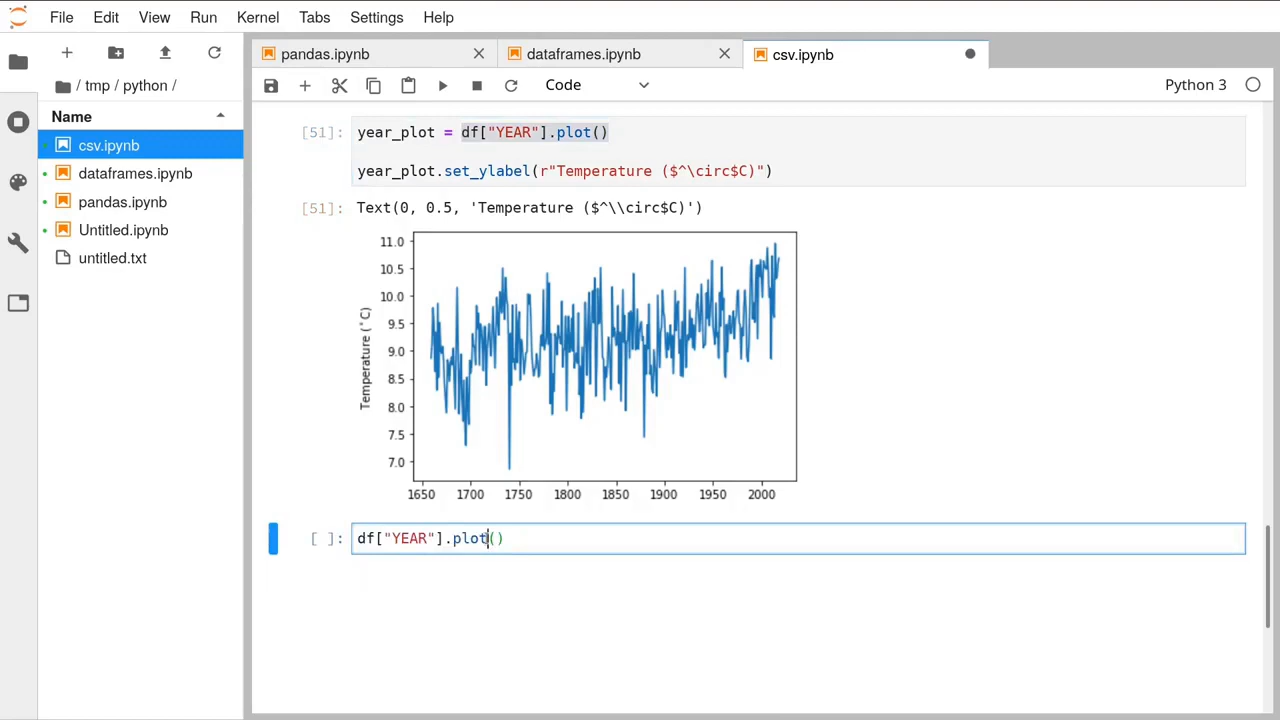 File Edit View Run Kernel Tabs Settings Help
pandas.ipynb
dataframes.ipynb
csv.ipynb
/ tmp / python /
Code
Python 3
Name
csv.ipynb
dataframes.ipynb
pandas.ipynb
Untitled.ipynb
untitled.txt
[51]: year_plot = df["YEAR"].plot()
year_plot.set_ylabel(r"Temperature ($^\circ$C)")
[51]: Text(0, 0.5, 'Temperature ($^\\circ$C)')
Temperature (°C)
11.0
10.5
10.0
9.5
9.0
8.5
8.0
7.5
7.0
1650 1700 1750 1800 1850 1900 1950 2000
[ ]: df["YEAR"].plot()